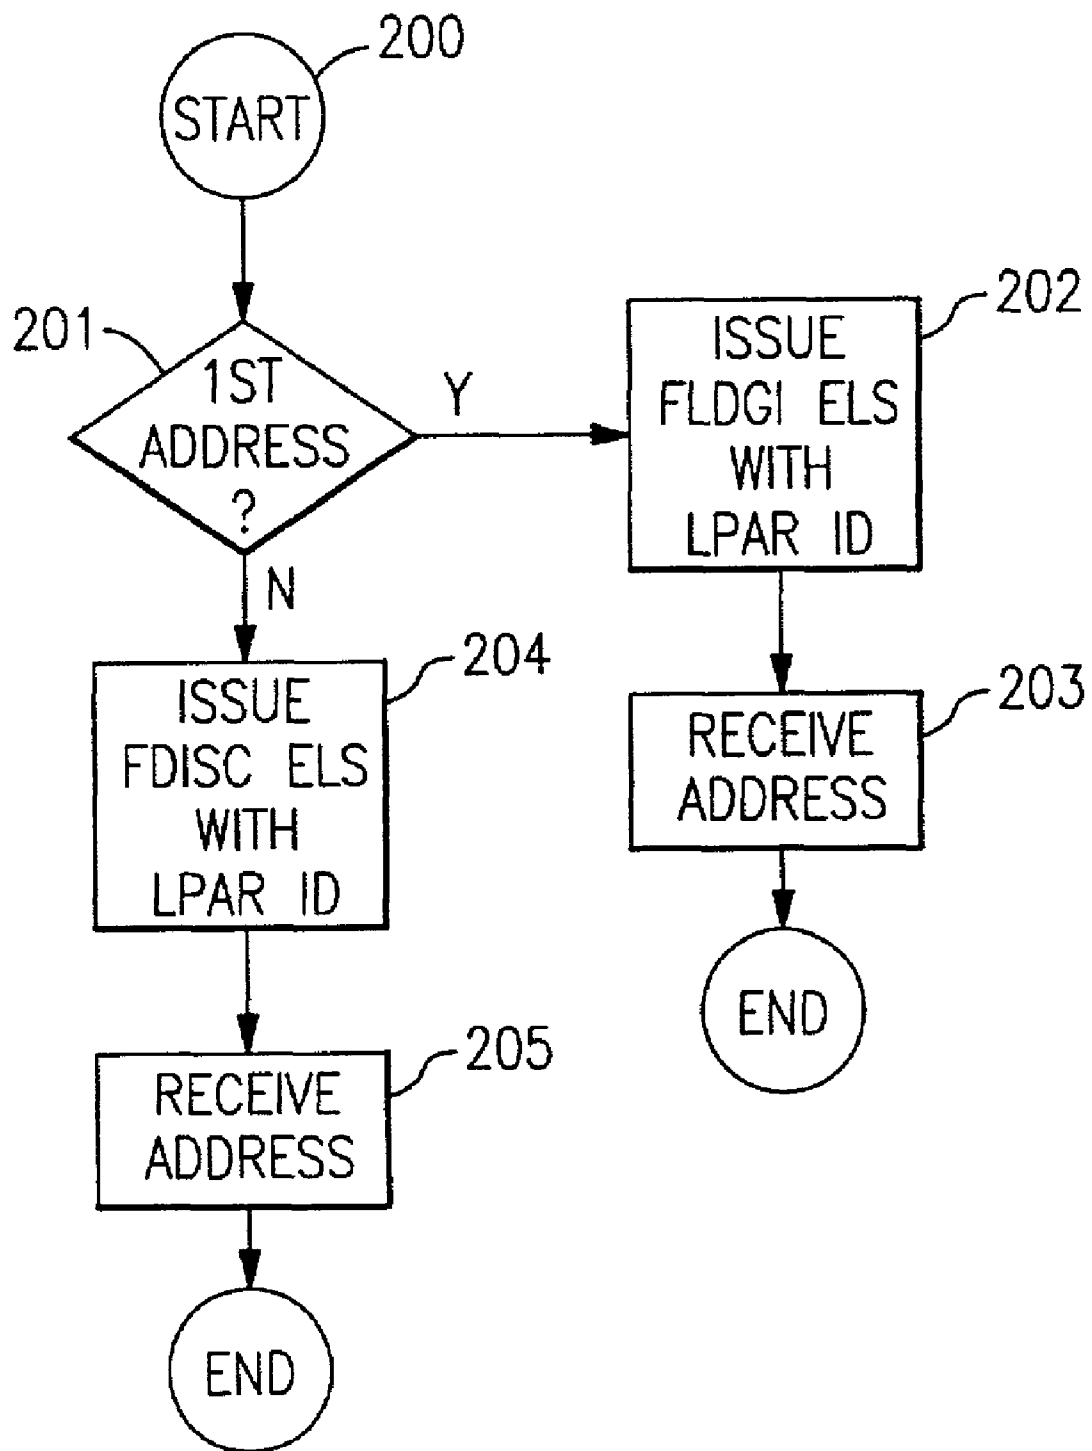 200
START
201
1ST
ADDRESS
?
Y
N
202
ISSUE
FLDGI ELS
WITH
LPAR ID
203
RECEIVE
ADDRESS
END
204
ISSUE
FDISC ELS
WITH
LPAR ID
205
RECEIVE
ADDRESS
END